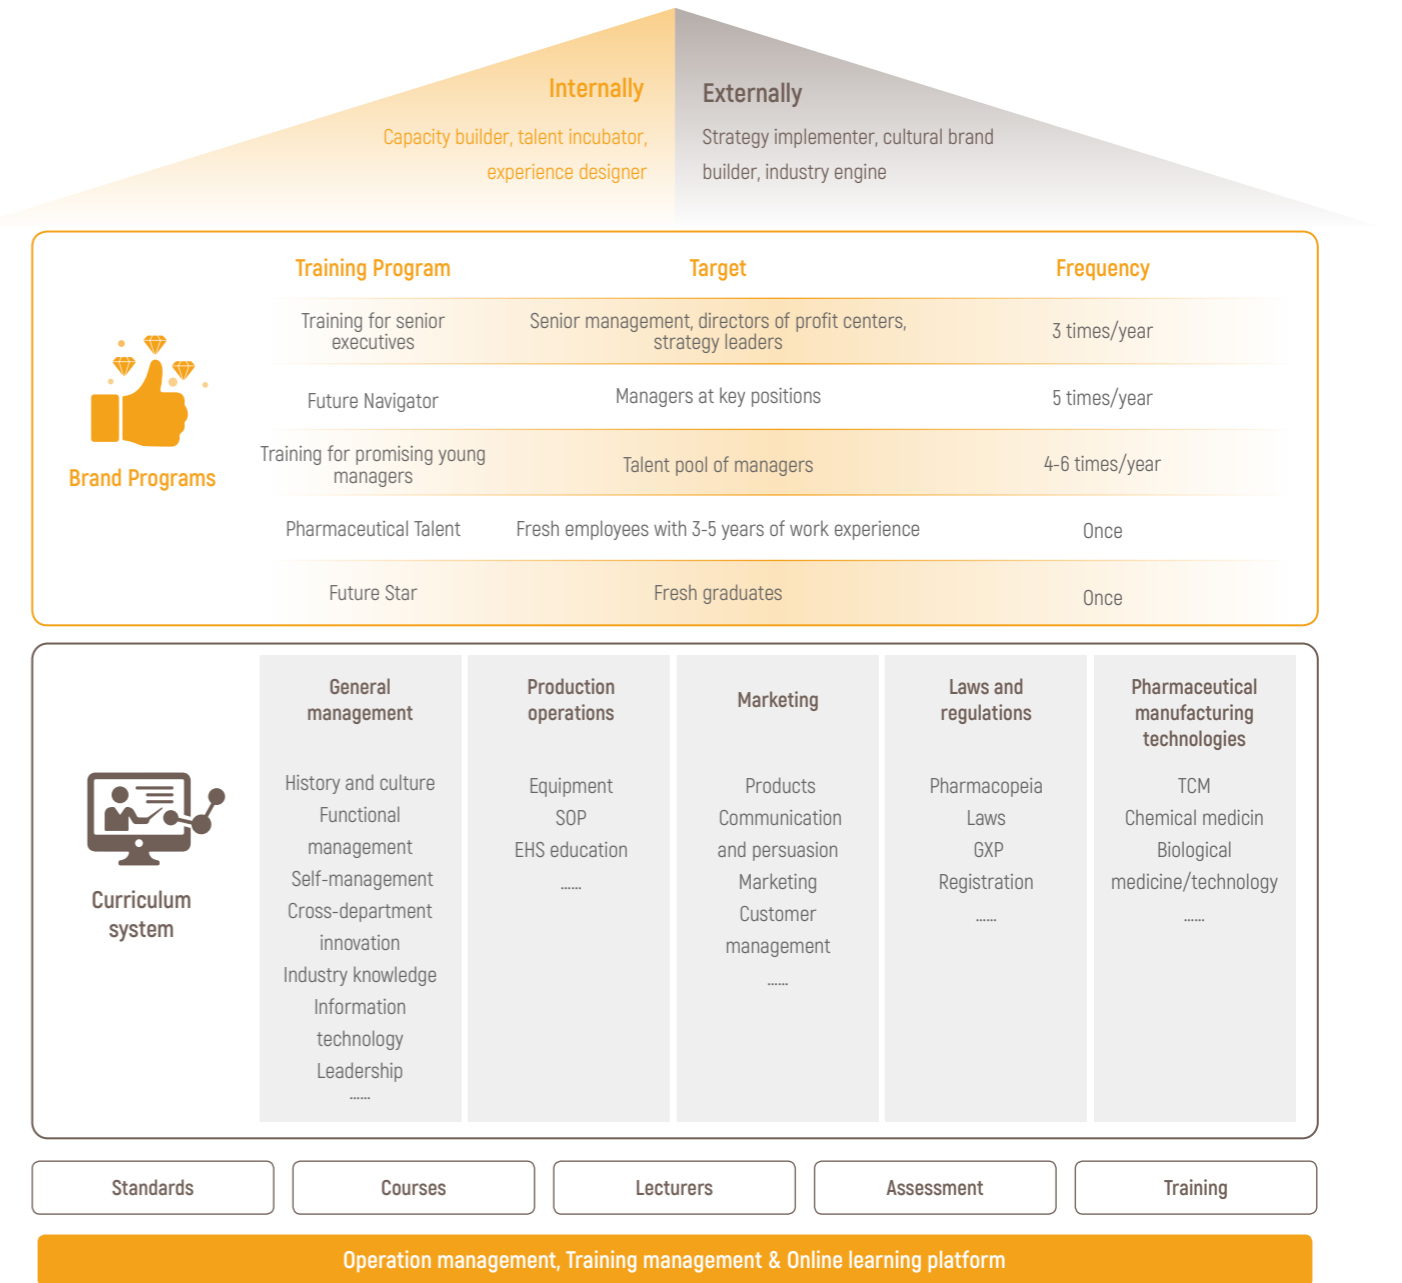 Internally
Capacity builder, talent incubator,
experience designer
Externally
Strategy implementer, cultural brand
builder, industry engine
Training Program
Target
Frequency
Training for senior
executives
Senior management, directors of profit centers,
strategy leaders
3 times/year
Future Navigator
Managers at key positions
5 times/year
Training for promising young
managers
Talent pool of managers
4-6 times/year
Pharmaceutical Talent
Fresh employees with 3-5 years of work experience
Once
Future Star
Fresh graduates
Once
Brand Programs
Curriculum
system
General
management
History and culture
Functional
management
Self-management
Cross-department
innovation
Industry knowledge
Information
technology
Leadership
......
Production
operations
Equipment
SOP
EHS education
......
Marketing
Products
Communication
and persuasion
Marketing
Customer
management
......
Laws and
regulations
Pharmacopeia
Laws
GXP
Registration
......
Pharmaceutical
manufacturing
technologies
TCM
Chemical medicin
Biological
medicine/technology
......
Standards
Courses
Lecturers
Assessment
Training
Operation management, Training management & Online learning platform